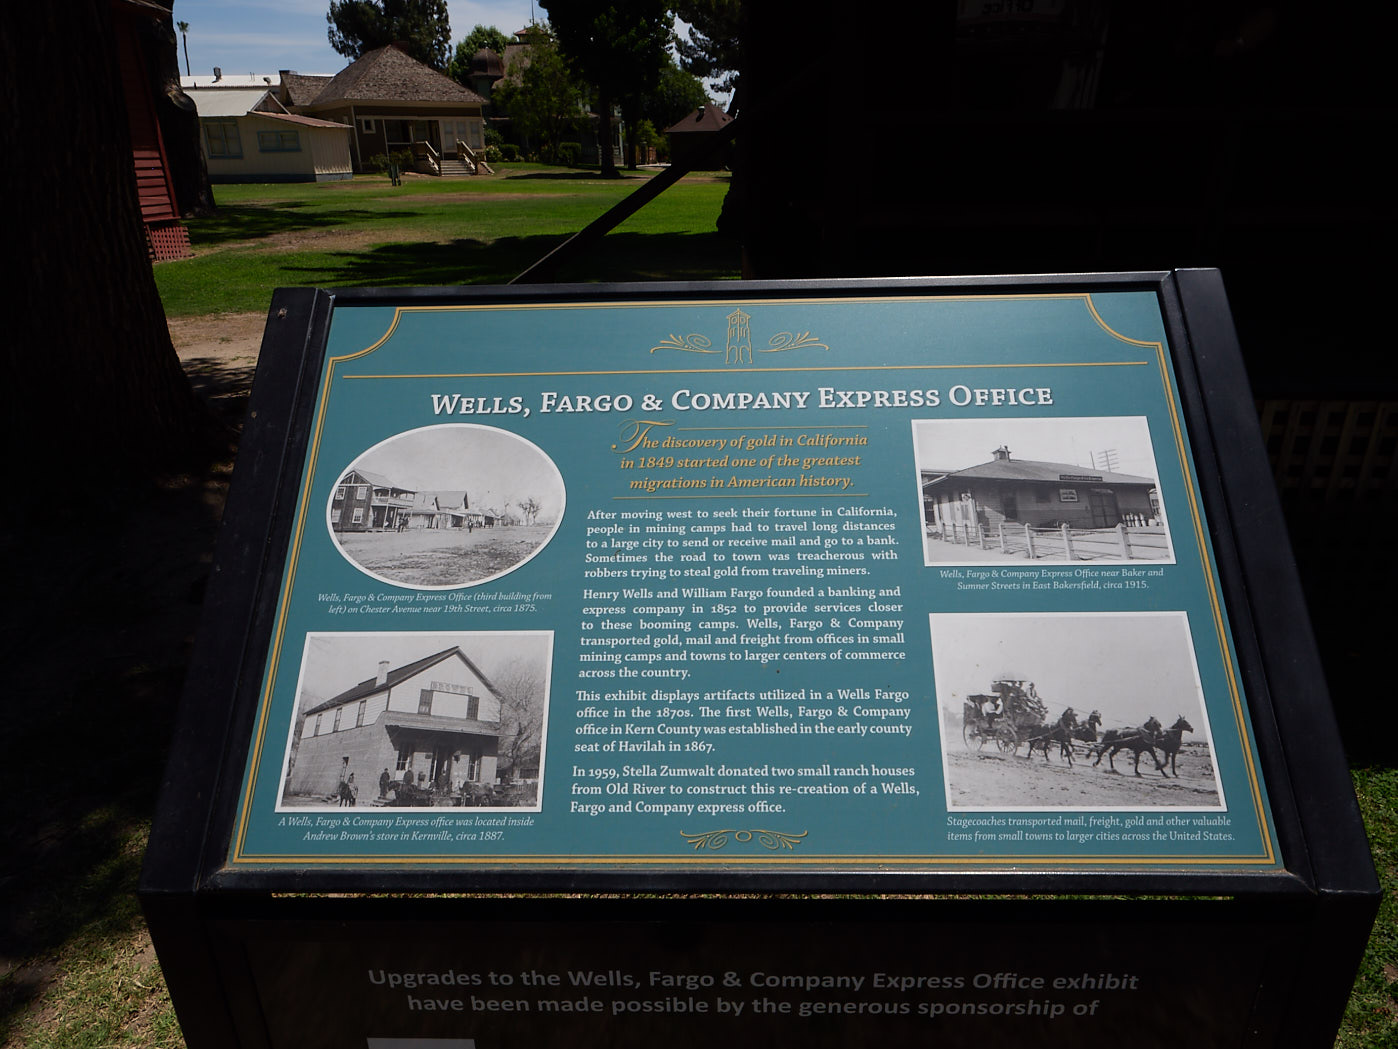 Wells, Fargo & Company Express Office
The discovery of gold in California
in 1849 started one of the greatest
migrations in American history.
After moving west to seek their fortune in California,
people in mining camps had to travel long distances
to a large city to send or receive mail and go to a bank.
Sometimes the road to town was treacherous with
robbers trying to steal gold from traveling miners.
Henry Wells and William Fargo founded a banking and
express company in 1852 to provide services closer
to these booming camps. Wells, Fargo & Company
transported gold, mail and freight from offices in small
mining camps and towns to larger centers of commerce
across the country.
This exhibit displays artifacts utilized in a Wells Fargo
office in the 1870s. The first Wells, Fargo & Company
office in Kern County was established in the early county
seat of Havilah in 1867.
In 1959, Stella Zumwalt donated two small ranch houses
from Old River to construct this re-creation of a Wells,
Fargo and Company express office.
Wells, Fargo & Company Express Office (third building from
left) on Chester Avenue near 19th Street, circa 1875.
BROWN'S
A Wells, Fargo & Company Express office was located inside
Andrew Brown's store in Kernville, circa 1887.
Wells, Fargo & Company Express Office near Baker and
Sumner Streets in East Bakersfield, circa 1915.
Stagecoaches transported mail, freight, gold and other valuable
items from small towns to larger cities across the United States.
Upgrades to the Wells, Fargo & Company Express Office exhibit
have been made possible by the generous sponsorship of